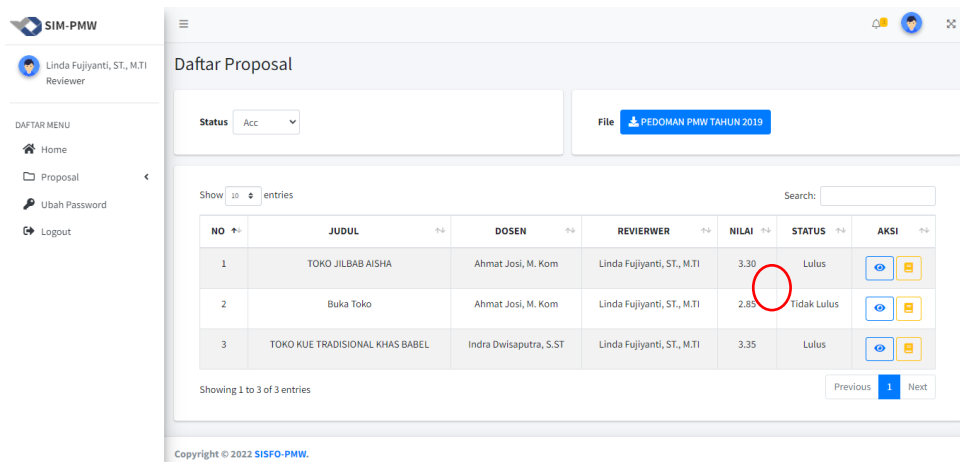 SIM-PMW
Linda Fujiyanti, ST., M.TI
Reviewer
DAFTAR MENU
Home
Proposal
Ubah Password
Logout
Daftar Proposal
Status Acc
File PEDOMAN PMW TAHUN 2019
Show 10 entries
Search:
NO JUDUL DOSEN REVIERWER NILAI STATUS AKSI
1 TOKO JILBAB AISHA Ahmat Josi, M. Kom Linda Fujiyanti, ST., M.TI 3.30 Lulus
2 Buka Toko Ahmat Josi, M. Kom Linda Fujiyanti, ST., M.TI 2.85 Tidak Lulus
3 TOKO KUE TRADISIONAL KHAS BABEL Indra Dwisaputra, S.ST Linda Fujiyanti, ST., M.TI 3.35 Lulus
Showing 1 to 3 of 3 entries
Previous 1 Next
Copyright © 2022 SISFO-PMW.